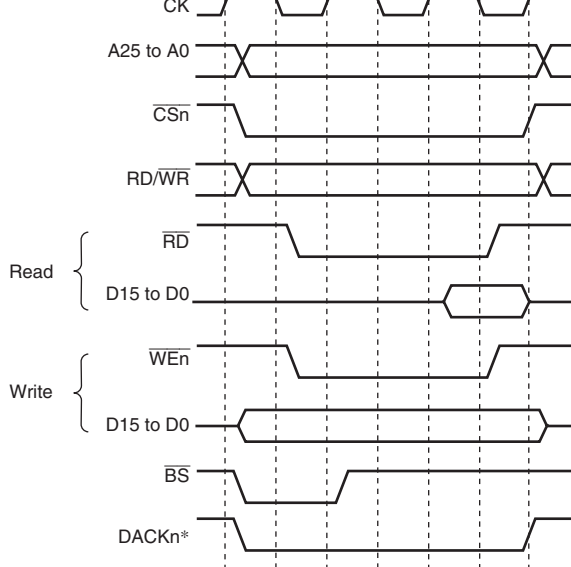 CK
A25 to A0
CSn
RD/WR
Read
RD
D15 to D0
Write
WEn
D15 to D0
BS
DACKn*